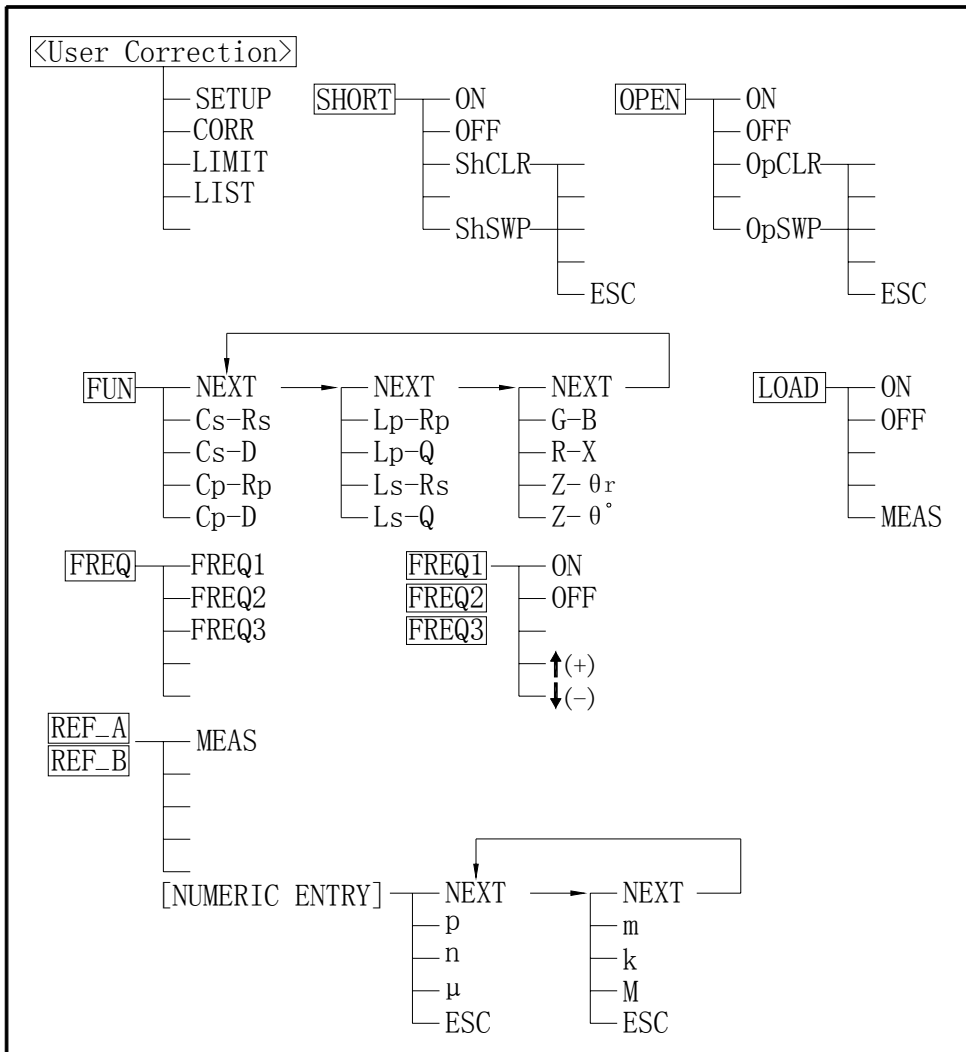 <User Correction>
SETUP
CORR
LIMIT
LIST
SHORT
ON
OFF
ShCLR
ShSWP
ESC
OPEN
ON
OFF
OpCLR
OpSWP
ESC
FUN
NEXT
Cs-Rs
Cs-D
Cp-Rp
Cp-D
NEXT
Lp-Rp
Lp-Q
Ls-Rs
Ls-Q
NEXT
G-B
R-X
Z-θr
Z-θ°
LOAD
ON
OFF
MEAS
FREQ
FREQ1
FREQ2
FREQ3
FREQ1
FREQ2
FREQ3
ON
OFF
↑(+)
↓(-)
REF_A
REF_B
MEAS
[NUMERIC ENTRY]
NEXT
p
n
μ
ESC
NEXT
m
k
M
ESC